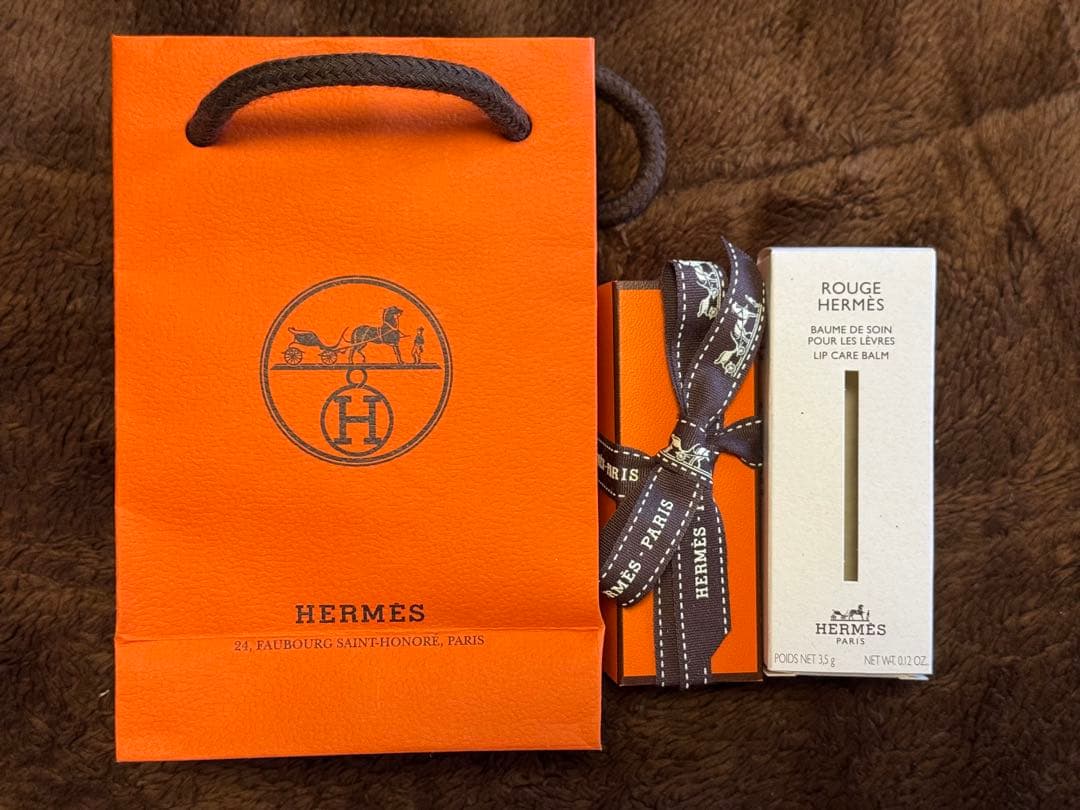 H
HERMÈS
24, FAUBOURG SAINT-HONORÉ, PARIS
PARIS
HERMÈS
ROUGE
HERMÈS
BAUME DE SOIN
POUR LES LÈVRES
LIP CARE BALM
HERMÈS
PARIS
POIDS NET 3,5 g
NET WT. 0.12 OZ.